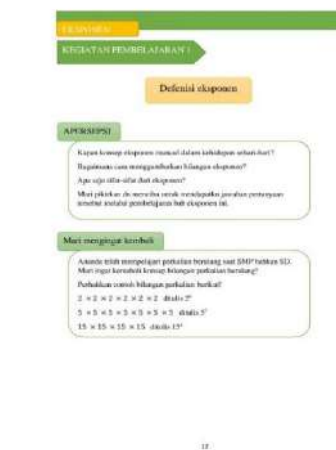 EKSPONEN
KEGIATAN PEMBELAJARAN 1
Defenisi eksponen
APERSEPSI
Kapan konsep eksponen muncul dalam kehidupan sehari-hari?
Bagaimana cara menggambarkan bilangan eksponen?
Apa saja sifat-sifat dari eksponen?
Mari pikirkan dan mencoba untuk mendapatkan jawaban pertanyaan
tersebut melalui pembelajaran bab eksponen ini.
Mari mengingat kembali
Ananda telah mempelajari perkalian berulang saat SMP bahkan SD.
Mari ingat kembali konsep bilangan perkalian berulang!
Perhatikan contoh bilangan perkalian berikut!
2 × 2 × 2 × 2 × 2 × 2 ditulis 2⁶
5 × 5 × 5 × 5 × 5 × 5 × 5 ditulis 5⁷
15 × 15 × 15 × 15 ditulis 15⁴